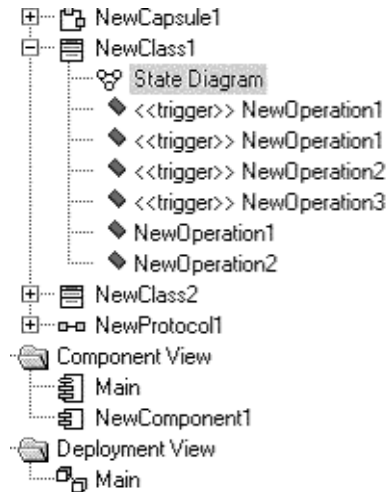 NewCapsule1
NewClass1
State Diagram
<<trigger>> NewOperation1
<<trigger>> NewOperation1
<<trigger>> NewOperation2
<<trigger>> NewOperation3
NewOperation1
NewOperation2
NewClass2
NewProtocol1
Component View
Main
NewComponent1
Deployment View
Main